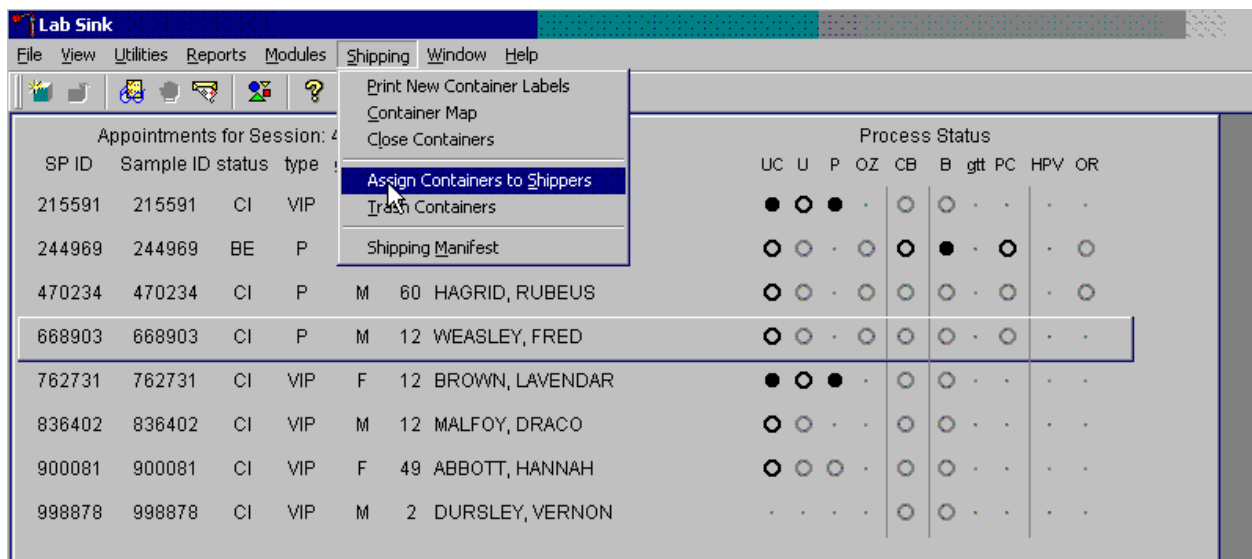 Lab Sink
File View Utilities Reports Modules Shipping Window Help
Print New Container Labels
Container Map
Close Containers
Assign Containers to Shippers
Trash Containers
Shipping Manifest
Appointments for Session: 4
Process Status
SP ID Sample ID status type UC U P OZ CB B gtt PC HPV OR
215591 215591 CI VIP
244969 244969 BE P
470234 470234 CI P M 60 HAGRID, RUBEUS
668903 668903 CI P M 12 WEASLEY, FRED
762731 762731 CI VIP F 12 BROWN, LAVENDAR
836402 836402 CI VIP M 12 MALFOY, DRACO
900081 900081 CI VIP F 49 ABBOTT, HANNAH
998878 998878 CI VIP M 2 DURSLEY, VERNON